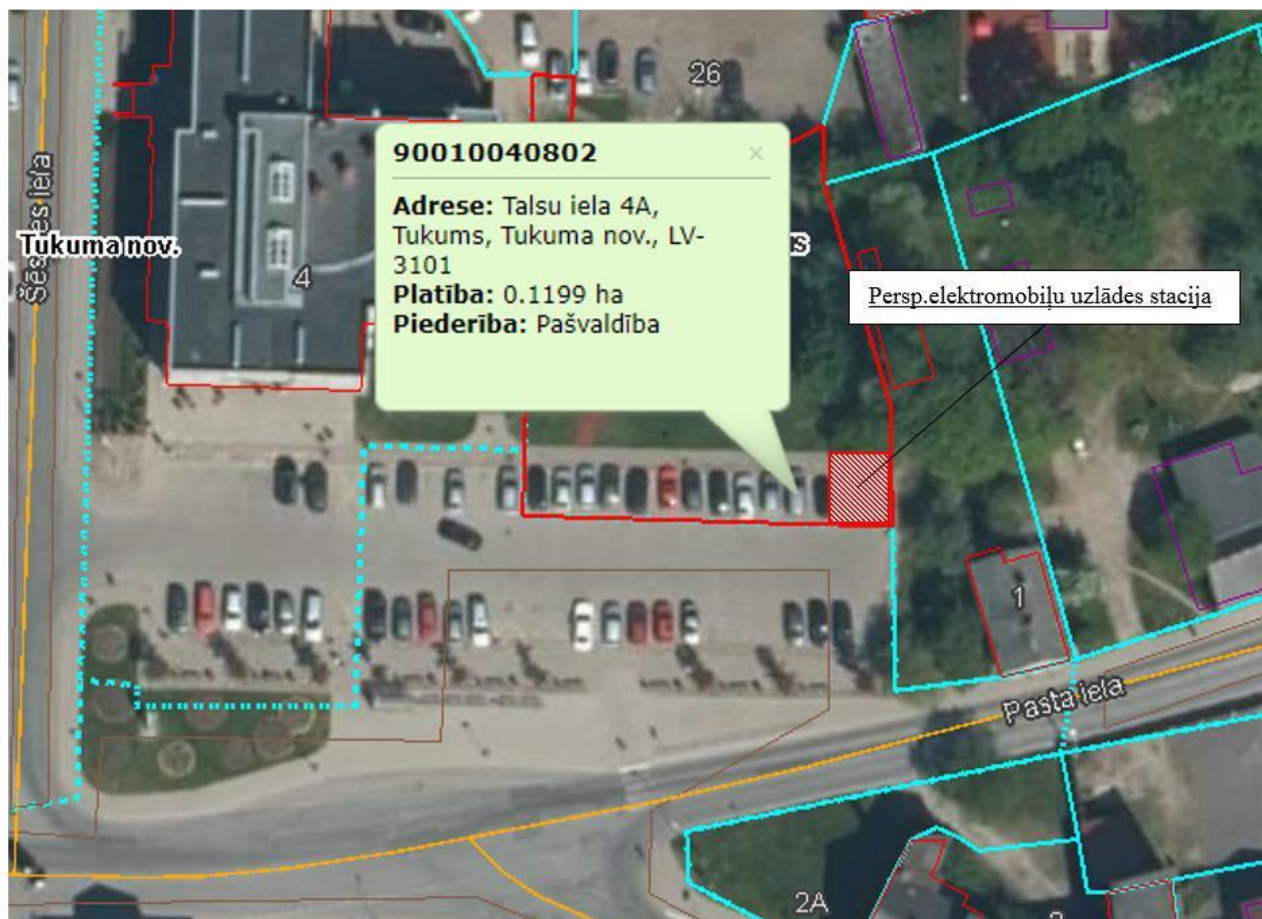 26
90010040802
×
Adrese: Talsu iela 4A,
Tukums, Tukuma nov., LV-
3101
Platība: 0.1199 ha
Piederība: Pašvaldība
Tukuma nov.
4
Persp.elektromobiļu uzlādes stacija
1
Pasta iela
2A